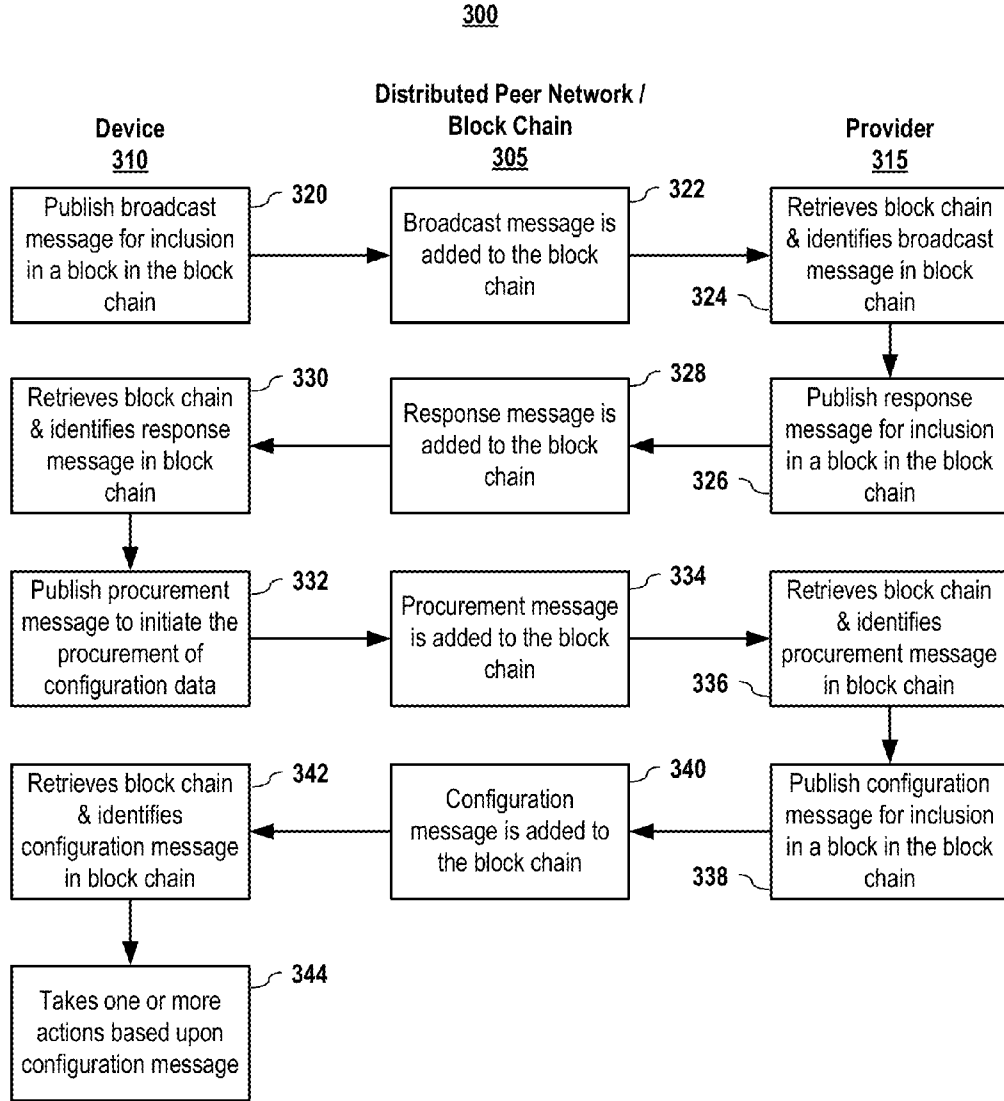 300
Distributed Peer Network /
Block Chain
305
Device
310
Provider
315
320
Publish broadcast
message for inclusion
in a block in the block
chain
322
Broadcast message is
added to the block
chain
Retrieves block chain
& identifies broadcast
message in block
chain
324
330
Retrieves block chain
& identifies response
message in block
chain
328
Response message is
added to the block
chain
Publish response
message for inclusion
in a block in the block
chain
326
332
Publish procurement
message to initiate the
procurement of
configuration data
334
Procurement message
is added to the block
chain
Retrieves block chain
& identifies
procurement message
in block chain
336
342
Retrieves block chain
& identifies
configuration message
in block chain
340
Configuration
message is added to
the block chain
Publish configuration
message for inclusion
in a block in the block
chain
338
344
Takes one or more
actions based upon
configuration message